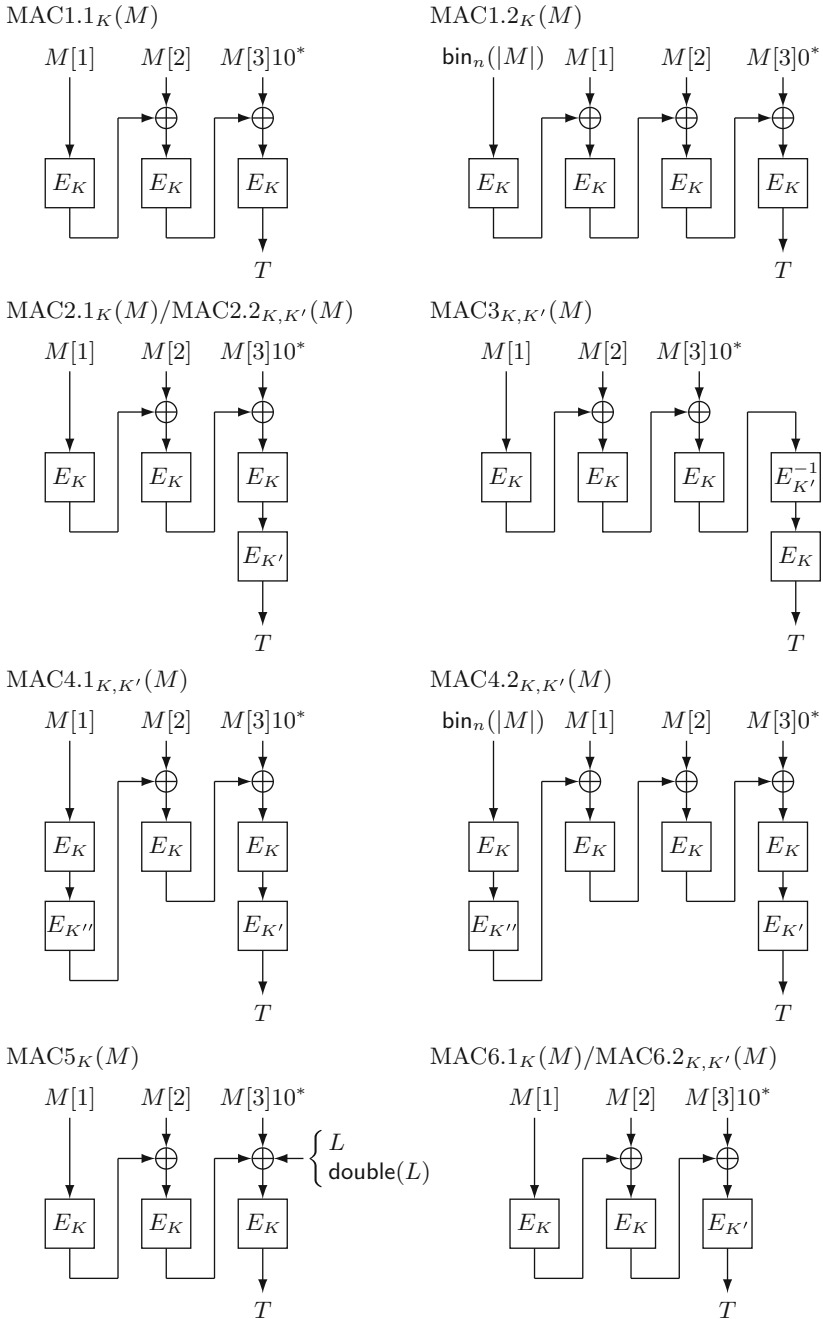 MAC1.1_K(M)
M[1] M[2] M[3]10*
E_K E_K E_K
T
MAC1.2_K(M)
bin_n(|M|) M[1] M[2] M[3]0*
E_K E_K E_K E_K
T
MAC2.1_K(M)/MAC2.2_{K,K′}(M)
M[1] M[2] M[3]10*
E_K E_K E_K
E_{K′}
T
MAC3_{K,K′}(M)
M[1] M[2] M[3]10*
E_K E_K E_K E_{K′}^{−1}
E_K
T
MAC4.1_{K,K′}(M)
M[1] M[2] M[3]10*
E_K E_K E_K
E_{K′′} E_{K′}
T
MAC4.2_{K,K′}(M)
bin_n(|M|) M[1] M[2] M[3]0*
E_K E_K E_K E_K
E_{K′′} E_{K′}
T
MAC5_K(M)
M[1] M[2] M[3]10*
L
double(L)
E_K E_K E_K
T
MAC6.1_K(M)/MAC6.2_{K,K′}(M)
M[1] M[2] M[3]10*
E_K E_K E_{K′}
T